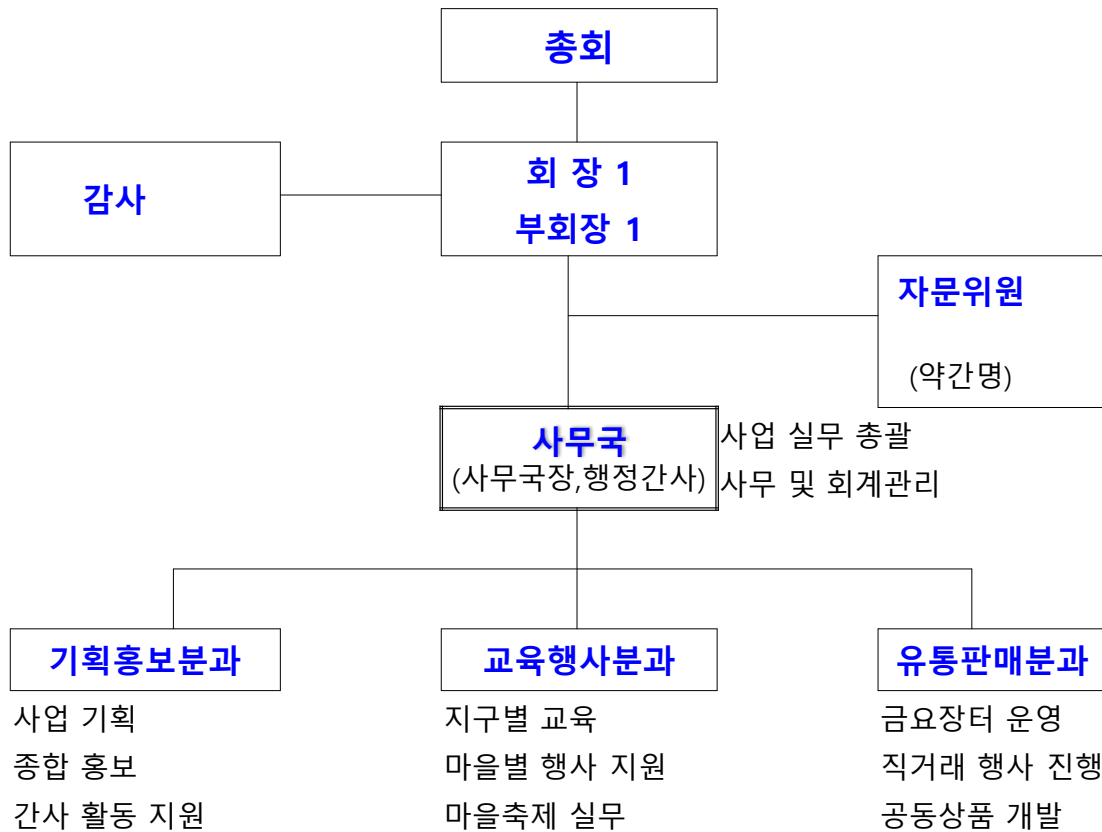 총회
감사
회 장 1
부회장 1
자문위원
(약간명)
사무국
(사무국장,행정간사)
사업 실무 총괄
사무 및 회계관리
기획홍보분과
사업 기획
종합 홍보
간사 활동 지원
교육행사분과
지구별 교육
마을별 행사 지원
마을축제 실무
유통판매분과
금요장터 운영
직거래 행사 진행
공동상품 개발